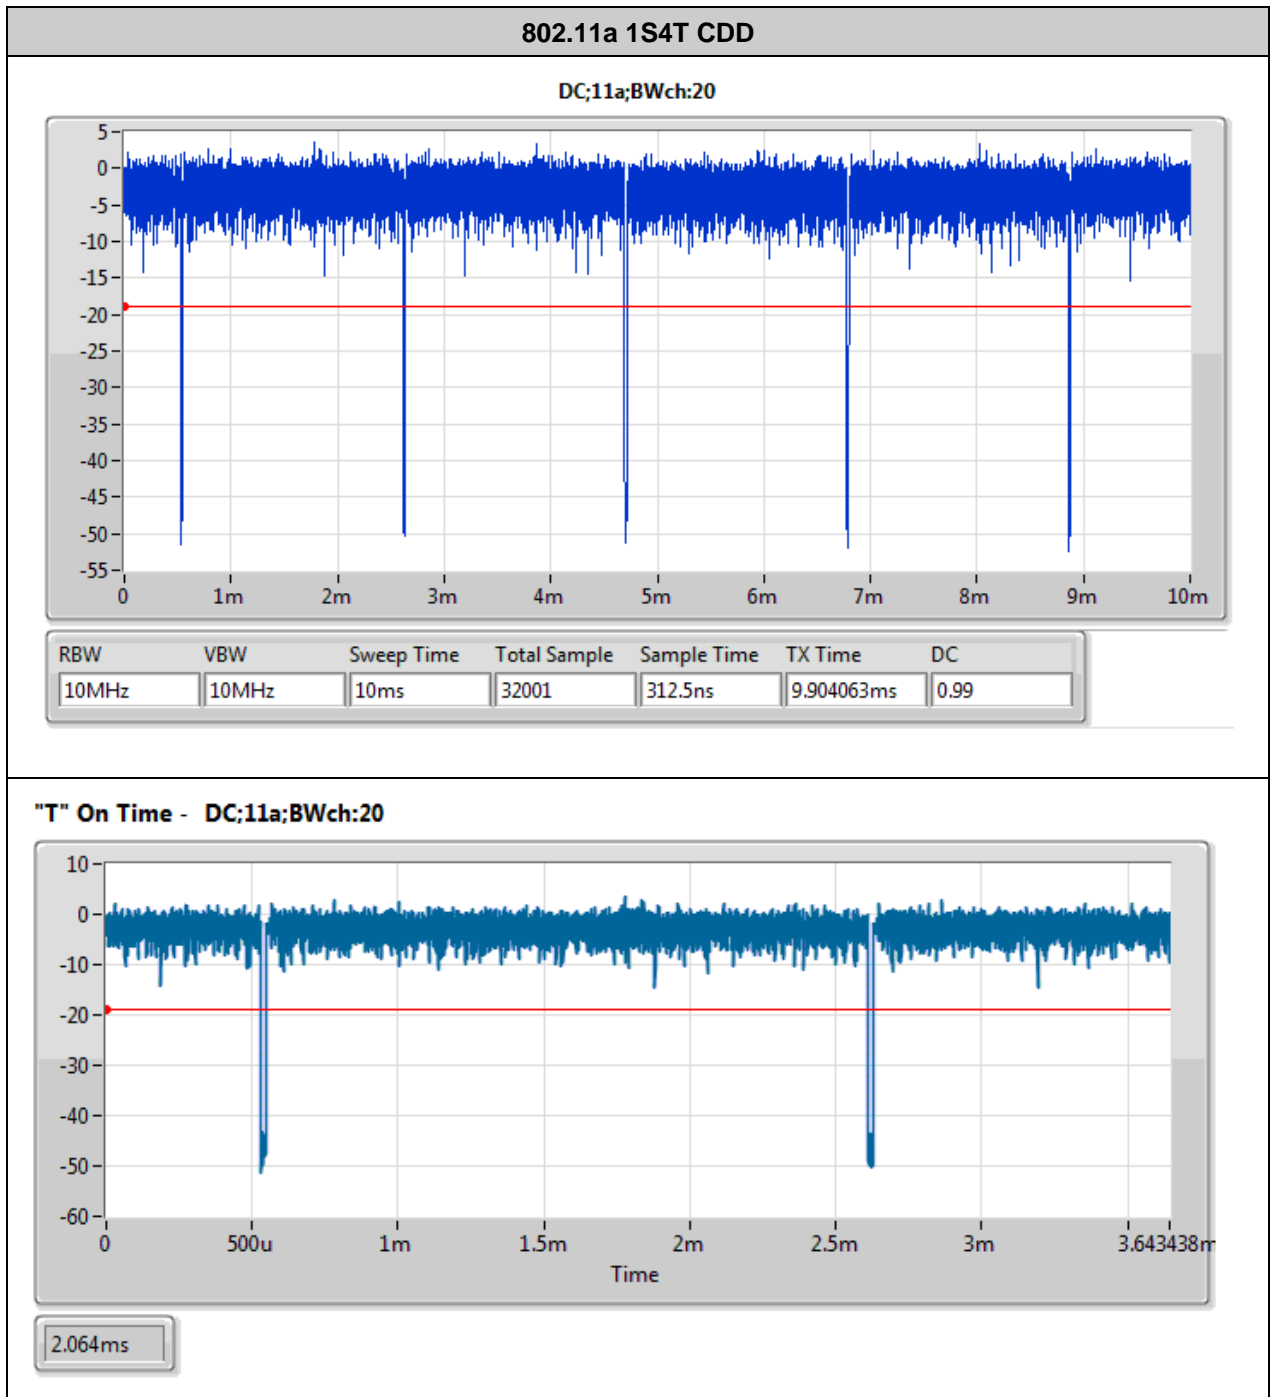 802.11a 1S4T CDD
DC;11a;BWch:20
5
0
-5
-10
-15
-20
-25
-30
-35
-40
-45
-50
-55
0 1m 2m 3m 4m 5m 6m 7m 8m 9m 10m
RBW VBW Sweep Time Total Sample Sample Time TX Time DC
10MHz 10MHz 10ms 32001 312.5ns 9.904063ms 0.99
"T" On Time - DC;11a;BWch:20
10
0
-10
-20
-30
-40
-50
-60
0 500u 1m 1.5m 2m 2.5m 3m 3.643438m
Time
2.064ms